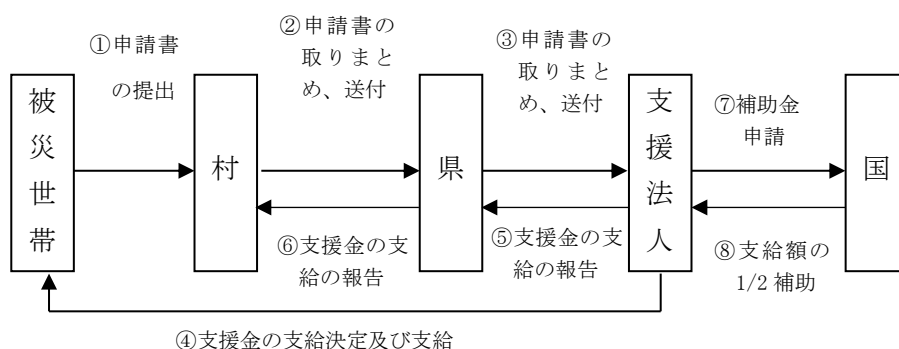 ①申請書
の提出
②申請書の
取りまと
め、送付
③申請書の
取りまと
め、送付
⑦補助金
申請
被災世帯
村
県
支援法人
国
⑥支援金の支
給の報告
⑤支援金の支
給の報告
⑧支給額の
1/2 補助
④支援金の支給決定及び支給